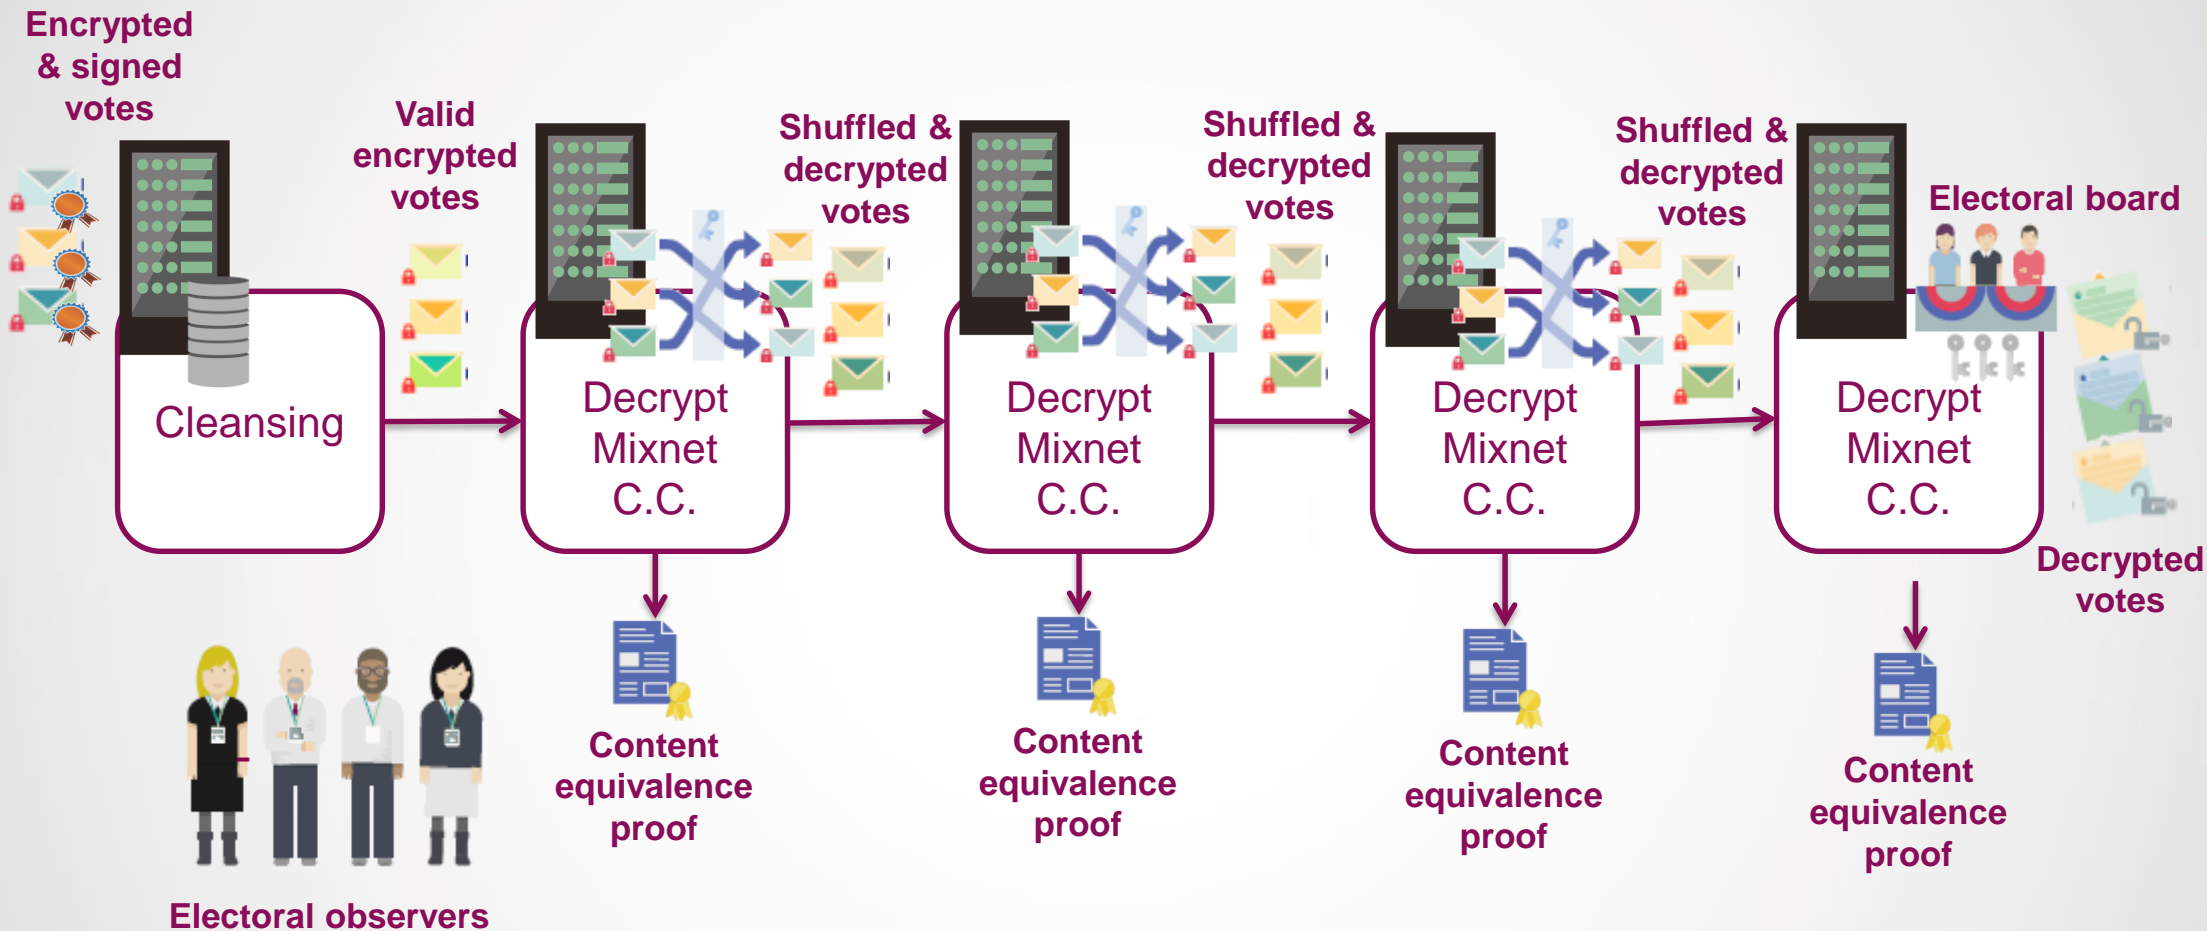 Encrypted
& signed
votes
Valid
encrypted
votes
Shuffled &
decrypted
votes
Shuffled &
decrypted
votes
Shuffled &
decrypted
votes
Electoral board
Cleansing
Decrypt
Mixnet
C.C.
Decrypt
Mixnet
C.C.
Decrypt
Mixnet
C.C.
Decrypt
Mixnet
C.C.
Decrypted
votes
Content
equivalence
proof
Content
equivalence
proof
Content
equivalence
proof
Content
equivalence
proof
Electoral observers